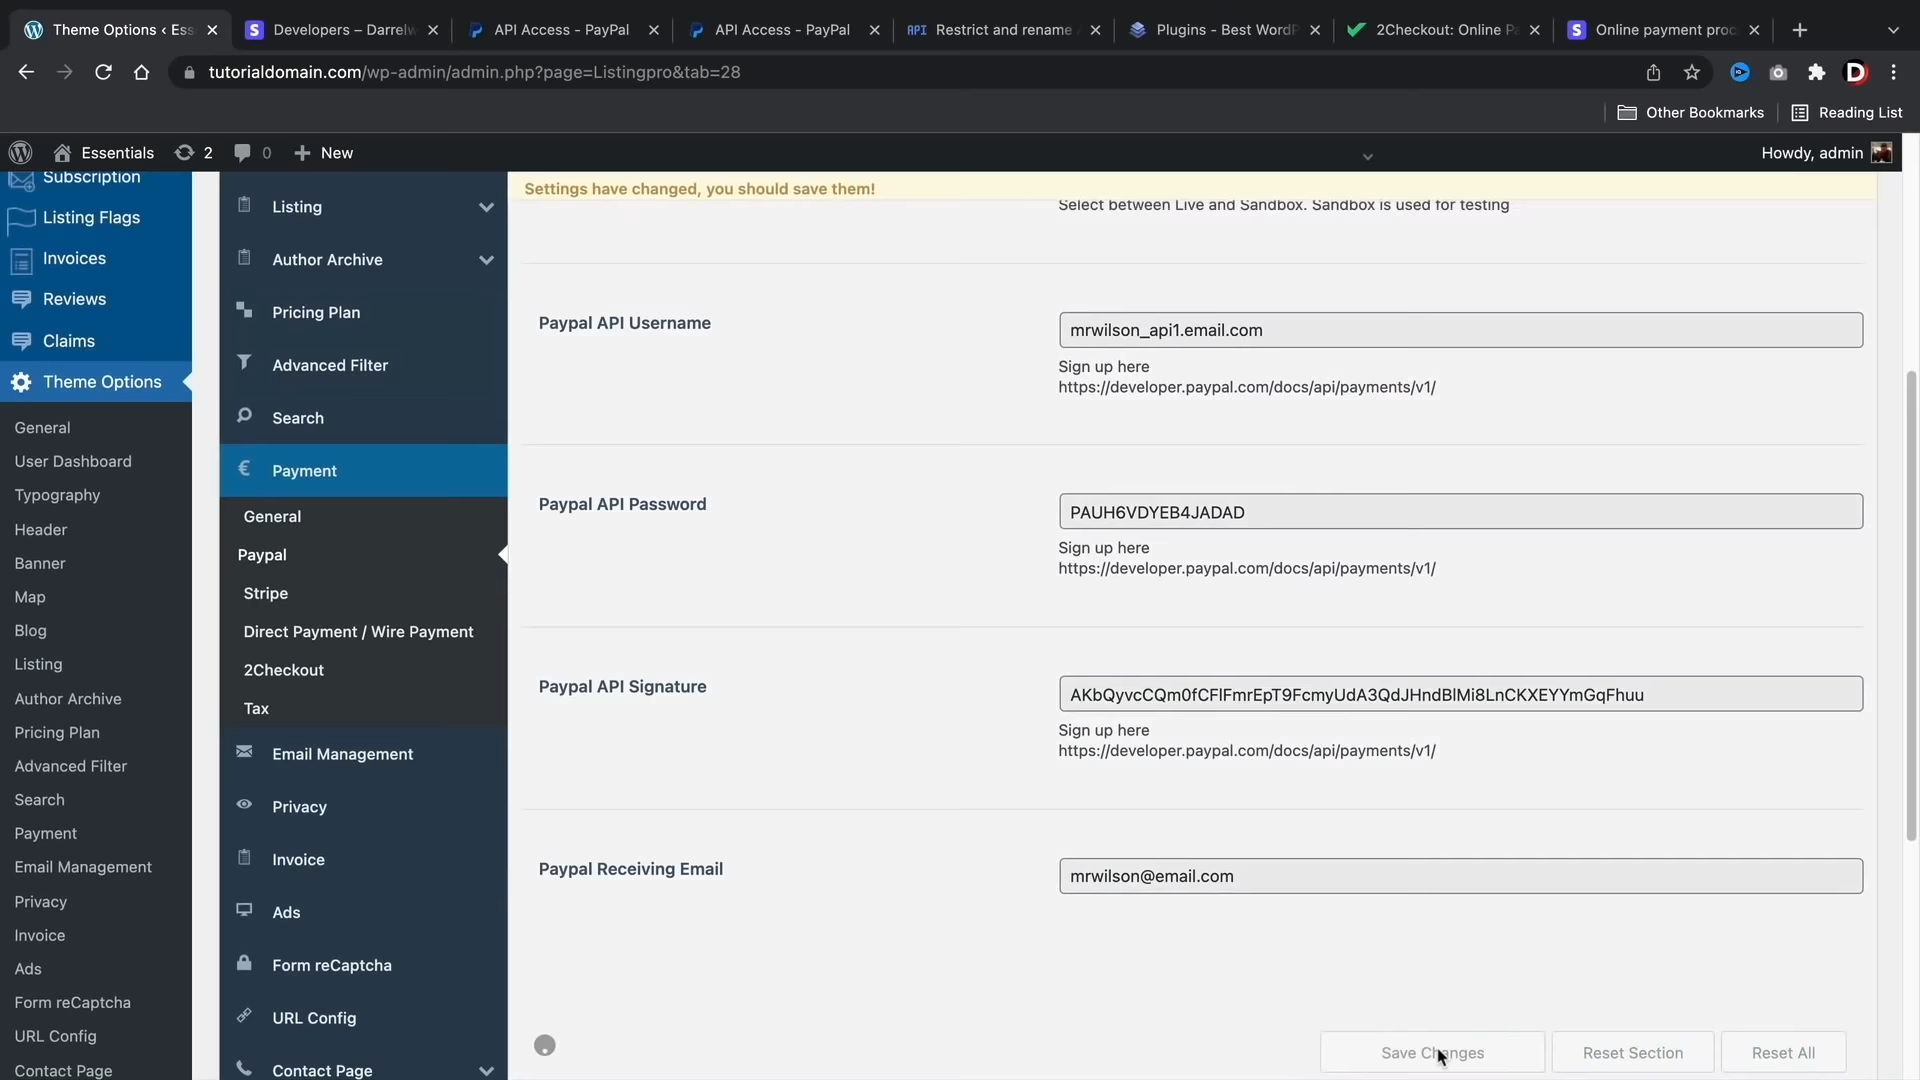 Theme Options ‹ Ess
Developers – Darrelw
API Access - PayPal
API Access - PayPal
API Restrict and rename
Plugins - Best WordP
2Checkout: Online Pa
S Online payment proc
tutorialdomain.com/wp-admin/admin.php?page=Listingpro&tab=28
Other Bookmarks
Reading List
Essentials
2
0
New
Howdy, admin
Subscription
Listing Flags
Invoices
Reviews
Claims
Theme Options
General
User Dashboard
Typography
Header
Banner
Map
Blog
Listing
Author Archive
Pricing Plan
Advanced Filter
Search
Payment
Email Management
Privacy
Invoice
Ads
Form reCaptcha
URL Config
Contact Page
Listing
Author Archive
Pricing Plan
Advanced Filter
Search
€ Payment
General
Paypal
Stripe
Direct Payment / Wire Payment
2Checkout
Tax
Email Management
Privacy
Invoice
Ads
Form reCaptcha
URL Config
Contact Page
Settings have changed, you should save them!
Select between Live and Sandbox. Sandbox is used for testing
Paypal API Username
mrwilson_api1.email.com
Sign up here
https://developer.paypal.com/docs/api/payments/v1/
Paypal API Password
PAUH6VDYEB4JADAD
Sign up here
https://developer.paypal.com/docs/api/payments/v1/
Paypal API Signature
AKbQyvcCQm0fCFlFmrEpT9FcmyUdA3QdJHndBlMi8LnCKXEYYmGqFhuu
Sign up here
https://developer.paypal.com/docs/api/payments/v1/
Paypal Receiving Email
mrwilson@email.com
Save Changes
Reset Section
Reset All